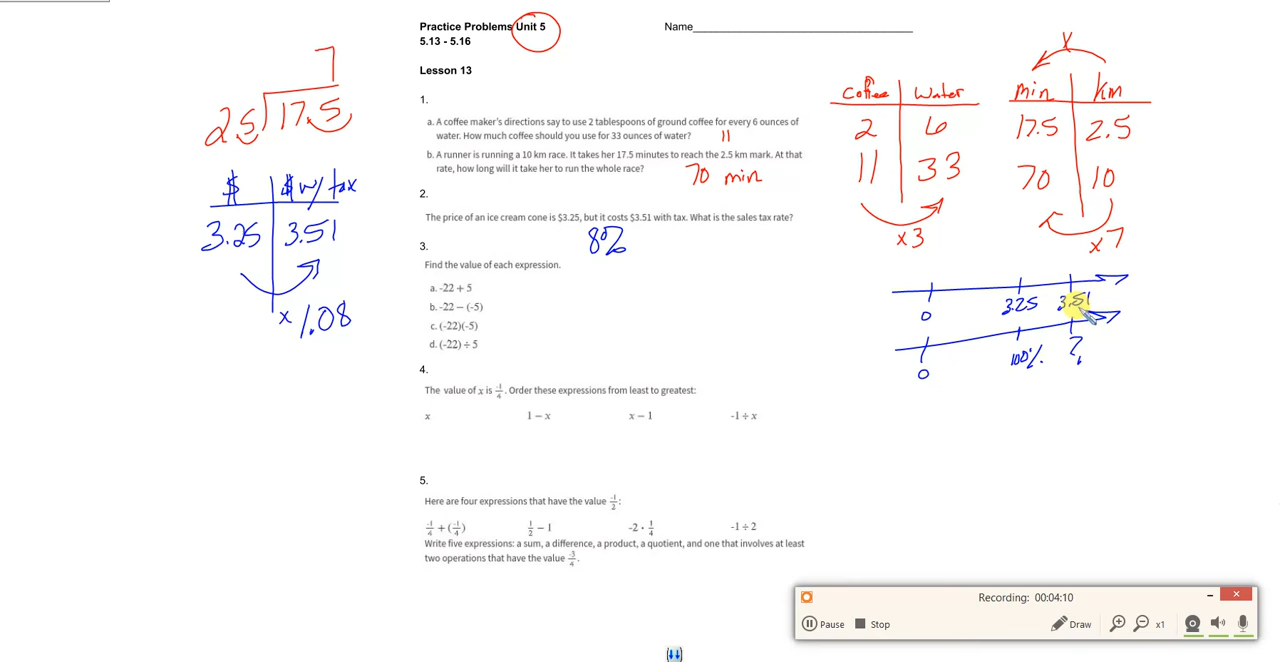 Practice Problems Unit 5
5.13 - 5.16
Name
Lesson 13
1.
a. A coffee maker's directions say to use 2 tablespoons of ground coffee for every 6 ounces of
water. How much coffee should you use for 33 ounces of water?
11
b. A runner is running a 10 km race. It takes her 17.5 minutes to reach the 2.5 km mark. At that
rate, how long will it take her to run the whole race?
70 min
2.
The price of an ice cream cone is $3.25, but it costs $3.51 with tax. What is the sales tax rate?
8%
3.
Find the value of each expression.
a. -22 + 5
b. -22 − (-5)
c. (-22)(-5)
d. (-22) ÷ 5
4.
The value of x is -1/4. Order these expressions from least to greatest:
x 1 − x x − 1 -1 ÷ x
5.
Here are four expressions that have the value -1/2:
-1/4 + (-1/4) 1/2 − 1 -2 · 1/4 -1 ÷ 2
Write five expressions: a sum, a difference, a product, a quotient, and one that involves at least
two operations that have the value -3/4.
7
25 17.5
$ $ w/ tax
3.25 3.51
x 1.08
coffee water
2 6
11 33
x3
min km
17.5 2.5
70 10
x 7
0 3.25 3.51
0 100% ?
Recording: 00:04:10
Pause Stop Draw x1